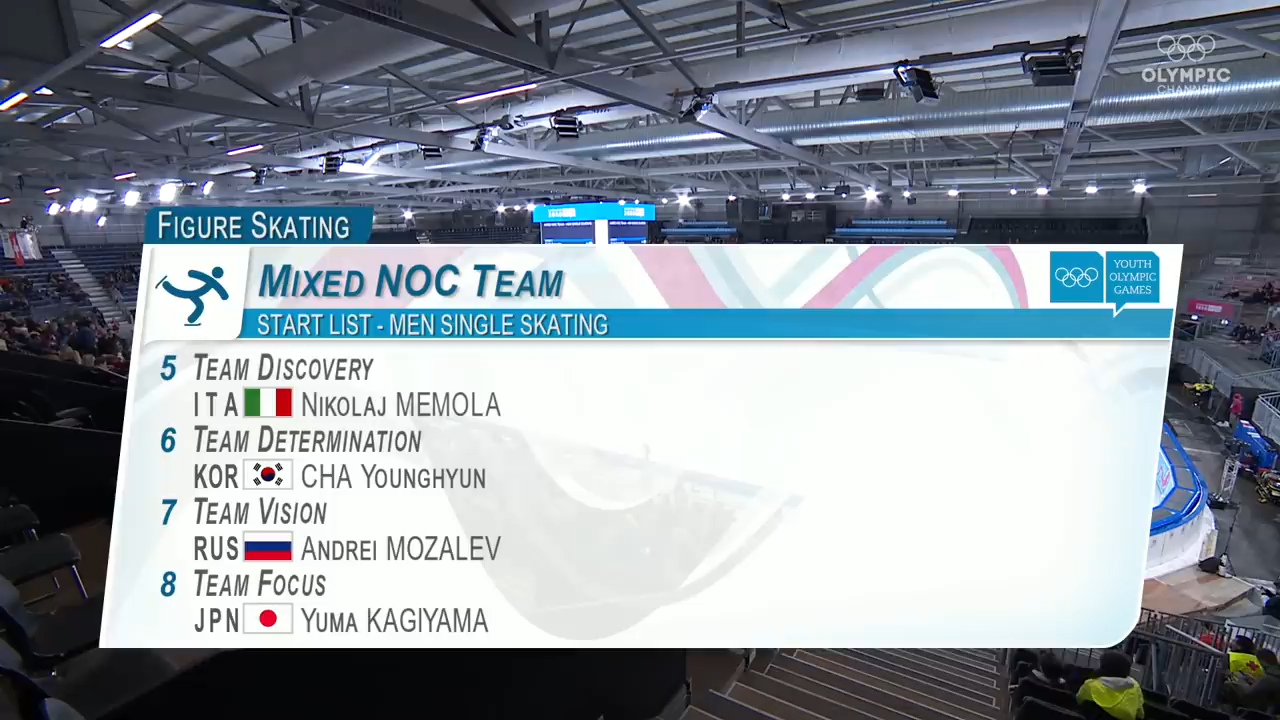 OLYMPIC
CHANNEL
FIGURE SKATING
MIXED NOC TEAM
YOUTH
OLYMPIC
GAMES
START LIST - MEN SINGLE SKATING
5 TEAM DISCOVERY
ITA NIKOLAJ MEMOLA
6 TEAM DETERMINATION
KOR CHA YOUNGHYUN
7 TEAM VISION
RUS ANDREI MOZALEV
8 TEAM FOCUS
JPN YUMA KAGIYAMA